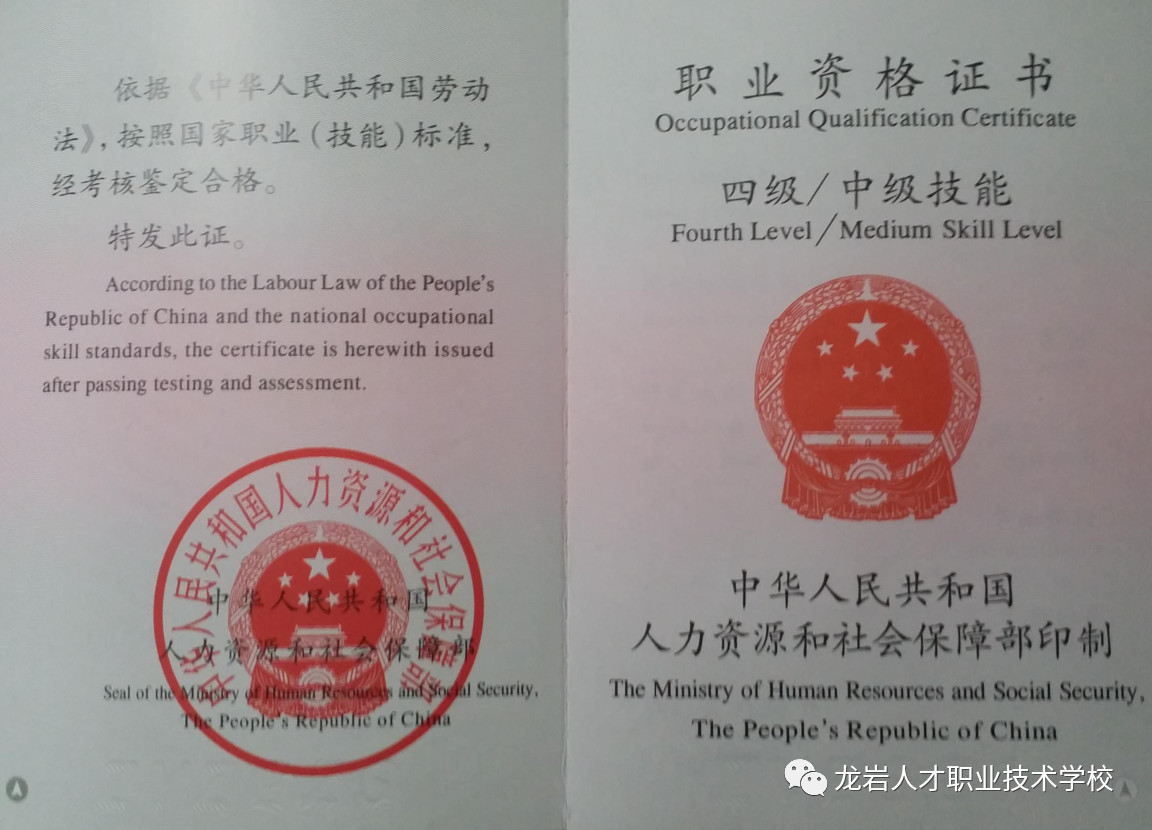 依据《中华人民共和国劳动
法》,按照国家职业(技能)标准,
经考核鉴定合格。
特发此证。
According to the Labour Law of the People's
Republic of China and the national occupational
skill standards, the certificate is herewith issued
after passing testing and assessment.
中华人民共和国人力资源和社会保障部
中华人民共和国
人力资源和社会保障部
Seal of the Ministry of Human Resources and Social Security,
The People's Republic of China
职业资格证书
Occupational Qualification Certificate
四级/中级技能
Fourth Level/Medium Skill Level
中华人民共和国
人力资源和社会保障部印制
The Ministry of Human Resources and Social Security,
The People's Republic of China
龙岩人才职业技术学校